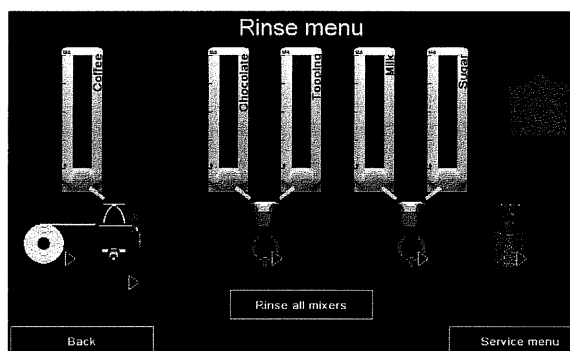 Rinse menu
Coffee
Chocolate
Topping
Milk
Sugar
Rinse all mixers
Back
Service menu